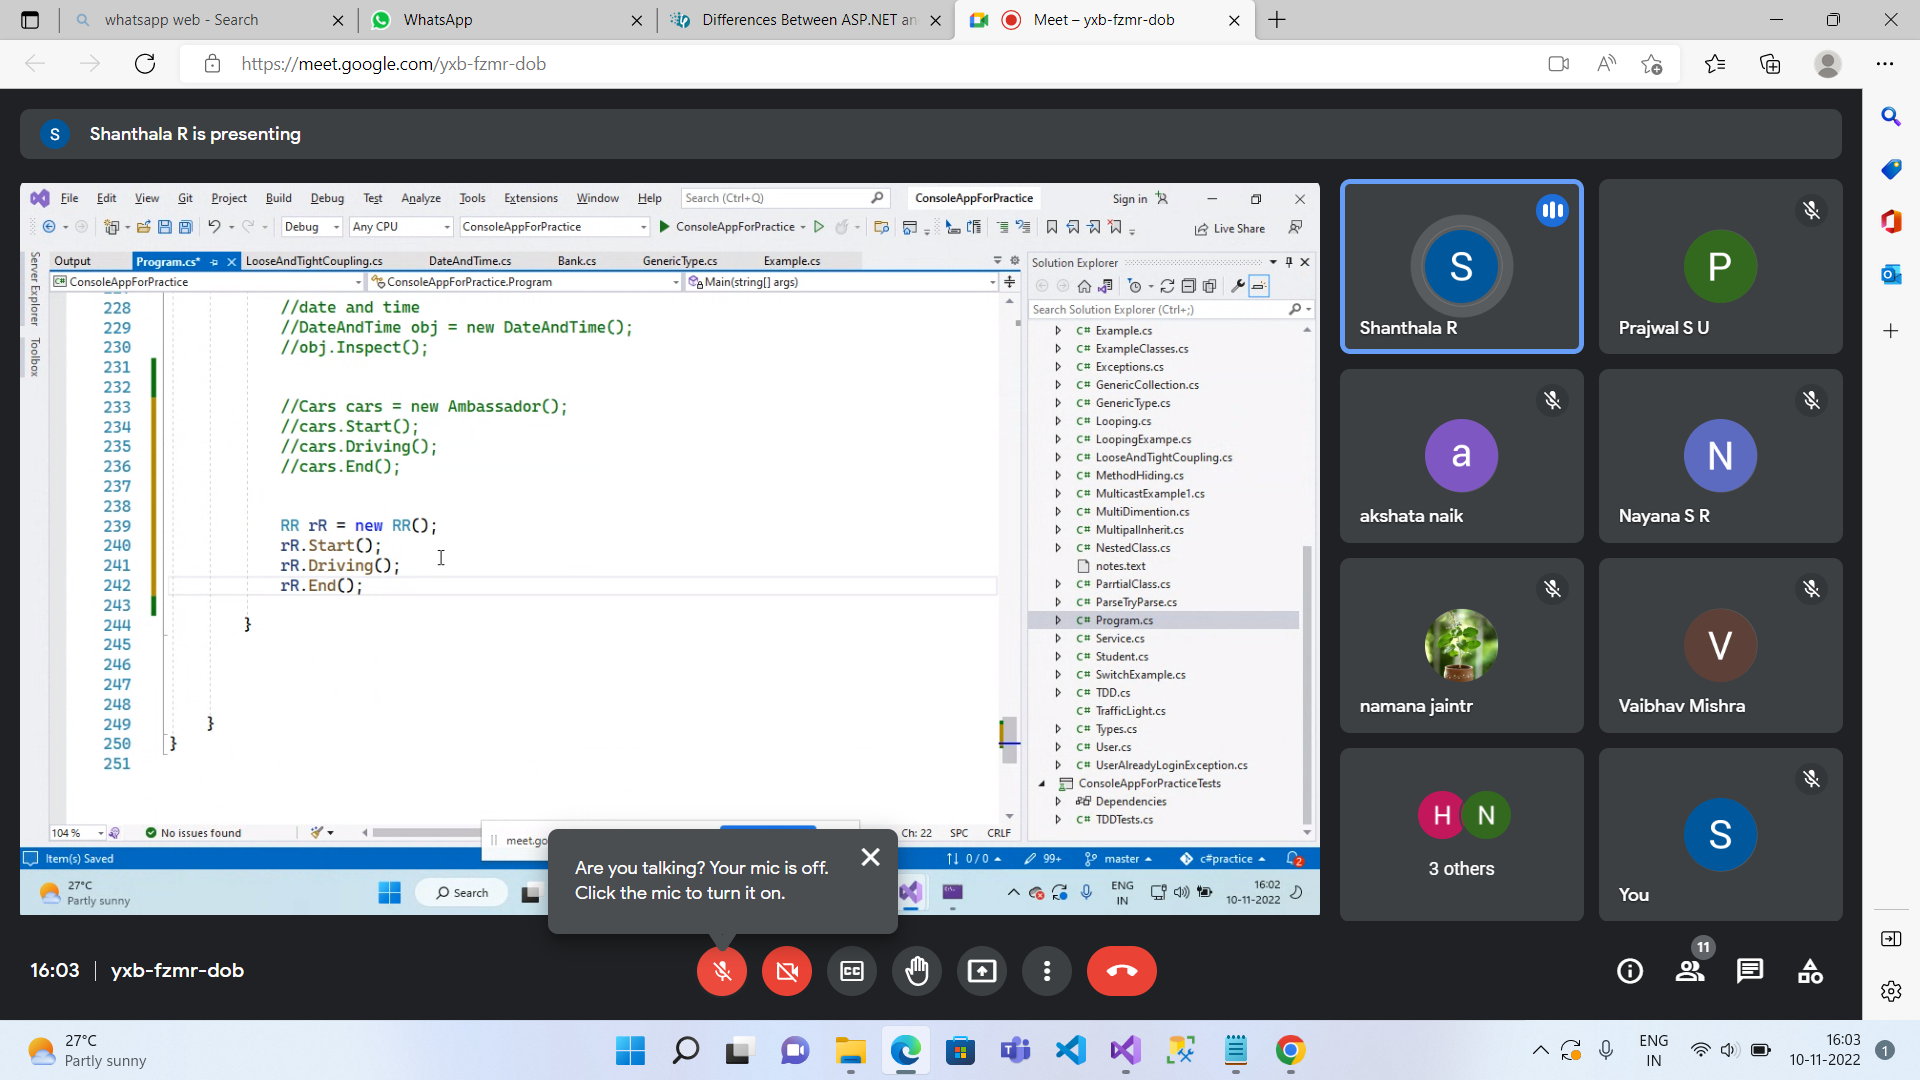 whatsapp web - Search
WhatsApp
Differences Between ASP.NET an
Meet – yxb-fzmr-dob
https://meet.google.com/yxb-fzmr-dob
S
Shanthala R is presenting
File Edit View Git Project Build Debug Test Analyze Tools Extensions Window Help Search (Ctrl+Q) ConsoleAppForPractice Sign in
Debug Any CPU ConsoleAppForPractice ConsoleAppForPractice Live Share
Server Explorer
Toolbox
Output Program.cs* LooseAndTightCoupling.cs DateAndTime.cs Bank.cs GenericType.cs Example.cs
ConsoleAppForPractice ConsoleAppForPractice.Program Main(string[] args)
228 //date and time
229 //DateAndTime obj = new DateAndTime();
230 //obj.Inspect();
231
232
233 //Cars cars = new Ambassador();
234 //cars.Start();
235 //cars.Driving();
236 //cars.End();
237
238
239 RR rR = new RR();
240 rR.Start();
241 rR.Driving();
242 rR.End();
243
244 }
245
246
247
248
249 }
250 }
251
104 % No issues found Ch: 22 SPC CRLF
meet.go
Item(s) Saved 0 / 0 99+ master c#practice 2
Solution Explorer
Search Solution Explorer (Ctrl+;)
C# Example.cs
C# ExampleClasses.cs
C# Exceptions.cs
C# GenericCollection.cs
C# GenericType.cs
C# Looping.cs
C# LoopingExampe.cs
C# LooseAndTightCoupling.cs
C# MethodHiding.cs
C# MulticastExample1.cs
C# MultiDimention.cs
C# MultipalInherit.cs
C# NestedClass.cs
notes.text
C# ParrtialClass.cs
C# ParseTryParse.cs
C# Program.cs
C# Service.cs
C# Student.cs
C# SwitchExample.cs
C# TDD.cs
C# TrafficLight.cs
C# Types.cs
C# User.cs
C# UserAlreadyLoginException.cs
ConsoleAppForPracticeTests
Dependencies
C# TDDTests.cs
27°C
Partly sunny
Search
ENG
IN
16:02
10-11-2022
Are you talking? Your mic is off.
Click the mic to turn it on.
S
Shanthala R
P
Prajwal S U
a
akshata naik
N
Nayana S R
namana jaintr
V
Vaibhav Mishra
H N
3 others
S
You
16:03 | yxb-fzmr-dob
CC
11
27°C
Partly sunny
ENG
IN
16:03
10-11-2022
1